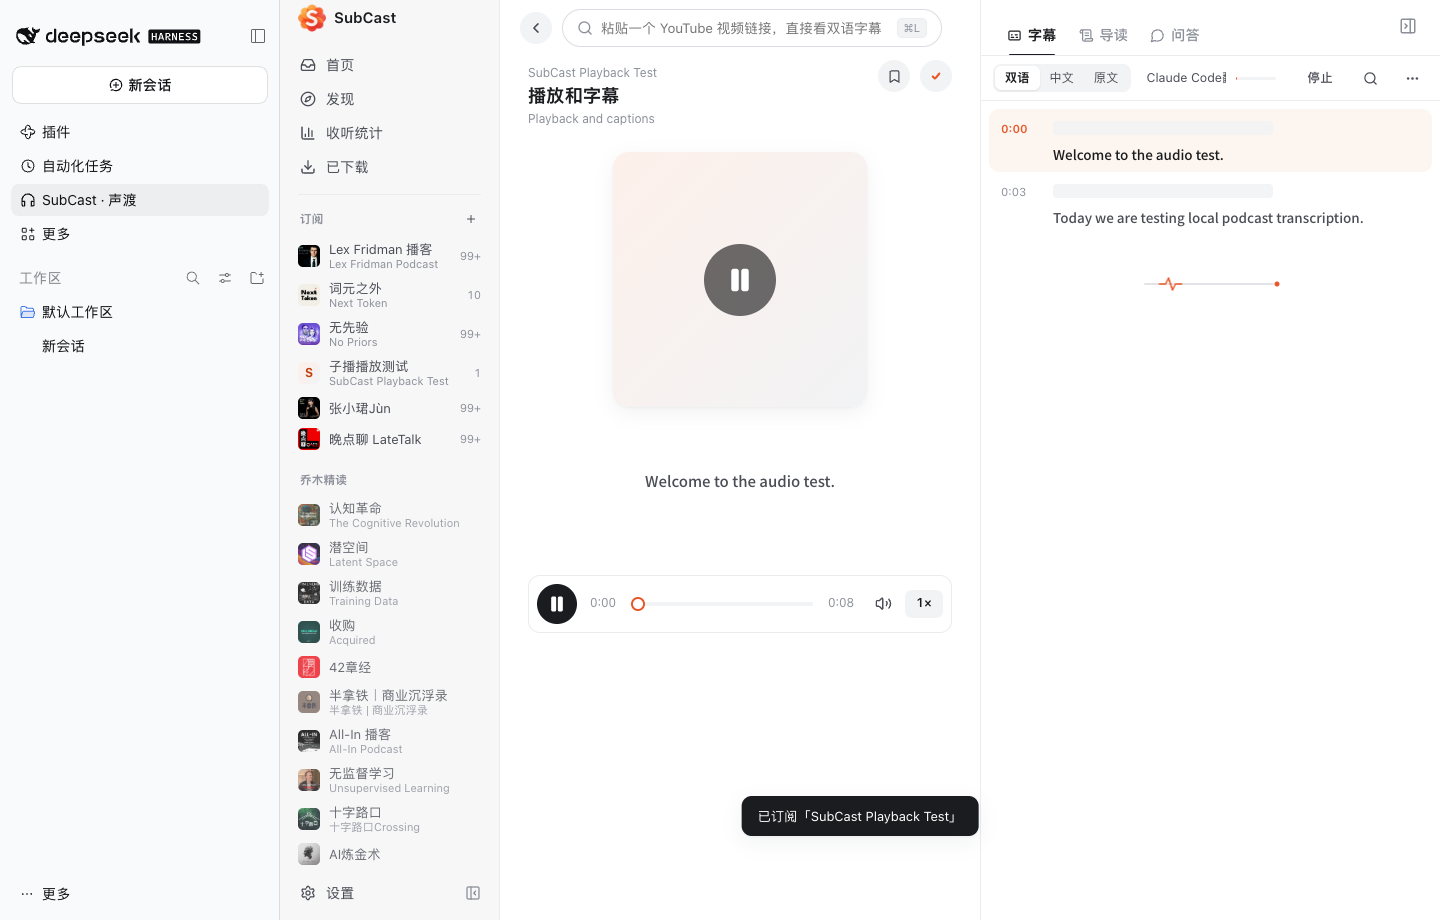 deepseek HARNESS
新会话
插件
自动化任务
SubCast · 声渡
更多
工作区
默认工作区
新会话
更多
SubCast
首页
发现
收听统计
已下载
订阅
Lex Fridman 播客
Lex Fridman Podcast
99+
词元之外
Next Token
10
无先验
No Priors
99+
S
子播播放测试
SubCast Playback Test
1
张小珺Jùn
99+
晚点聊 LateTalk
99+
乔木精读
认知革命
The Cognitive Revolution
潜空间
Latent Space
训练数据
Training Data
收购
Acquired
42章经
半拿铁｜商业沉浮录
半拿铁 | 商业沉浮录
All-In 播客
All-In Podcast
无监督学习
Unsupervised Learning
十字路口
十字路口Crossing
AI炼金术
设置
粘贴一个 YouTube 视频链接，直接看双语字幕
⌘L
SubCast Playback Test
播放和字幕
Playback and captions
Welcome to the audio test.
0:00
0:08
1×
已订阅「SubCast Playback Test」
字幕
导读
问答
双语
中文
原文
Claude Code
停止
0:00
Welcome to the audio test.
0:03
Today we are testing local podcast transcription.